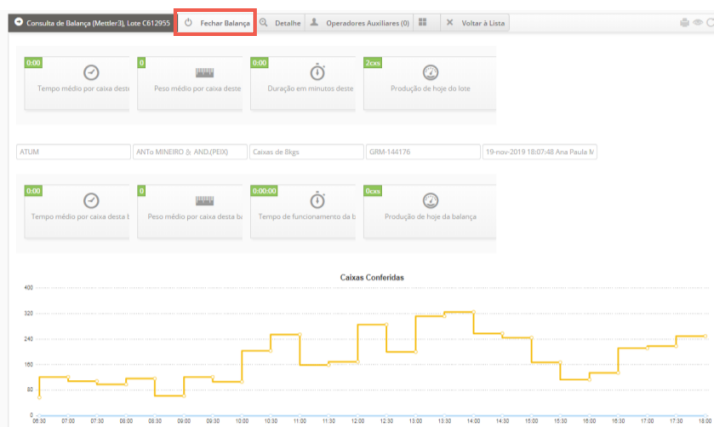 Consulta de Balança (Mettler3), Lote C612955 Fechar Balança Detalhe Operadores Auxiliares (0) Voltar à Lista
0:00 0 0:00 2cxs
Tempo médio por caixa deste Peso médio por caixa deste Duração em minutos deste Produção de hoje do lote
ATUM ANTo MINEIRO & AND.(PEIX) Caixas de 8kgs GRM-144176 19-nov-2019 18:07:48 Ana Paula M
0:00 0 0:00:00 0cxs
Tempo médio por caixa desta b Peso médio por caixa desta ba Tempo de funcionamento da b Produção de hoje da balança
Caixas Conferidas
400
320
240
160
80
0
06:30 07:00 07:30 08:00 08:30 09:00 09:30 10:00 10:30 11:00 11:30 12:00 12:30 13:00 13:30 14:00 14:30 15:00 15:30 16:00 16:30 17:00 17:30 18:00